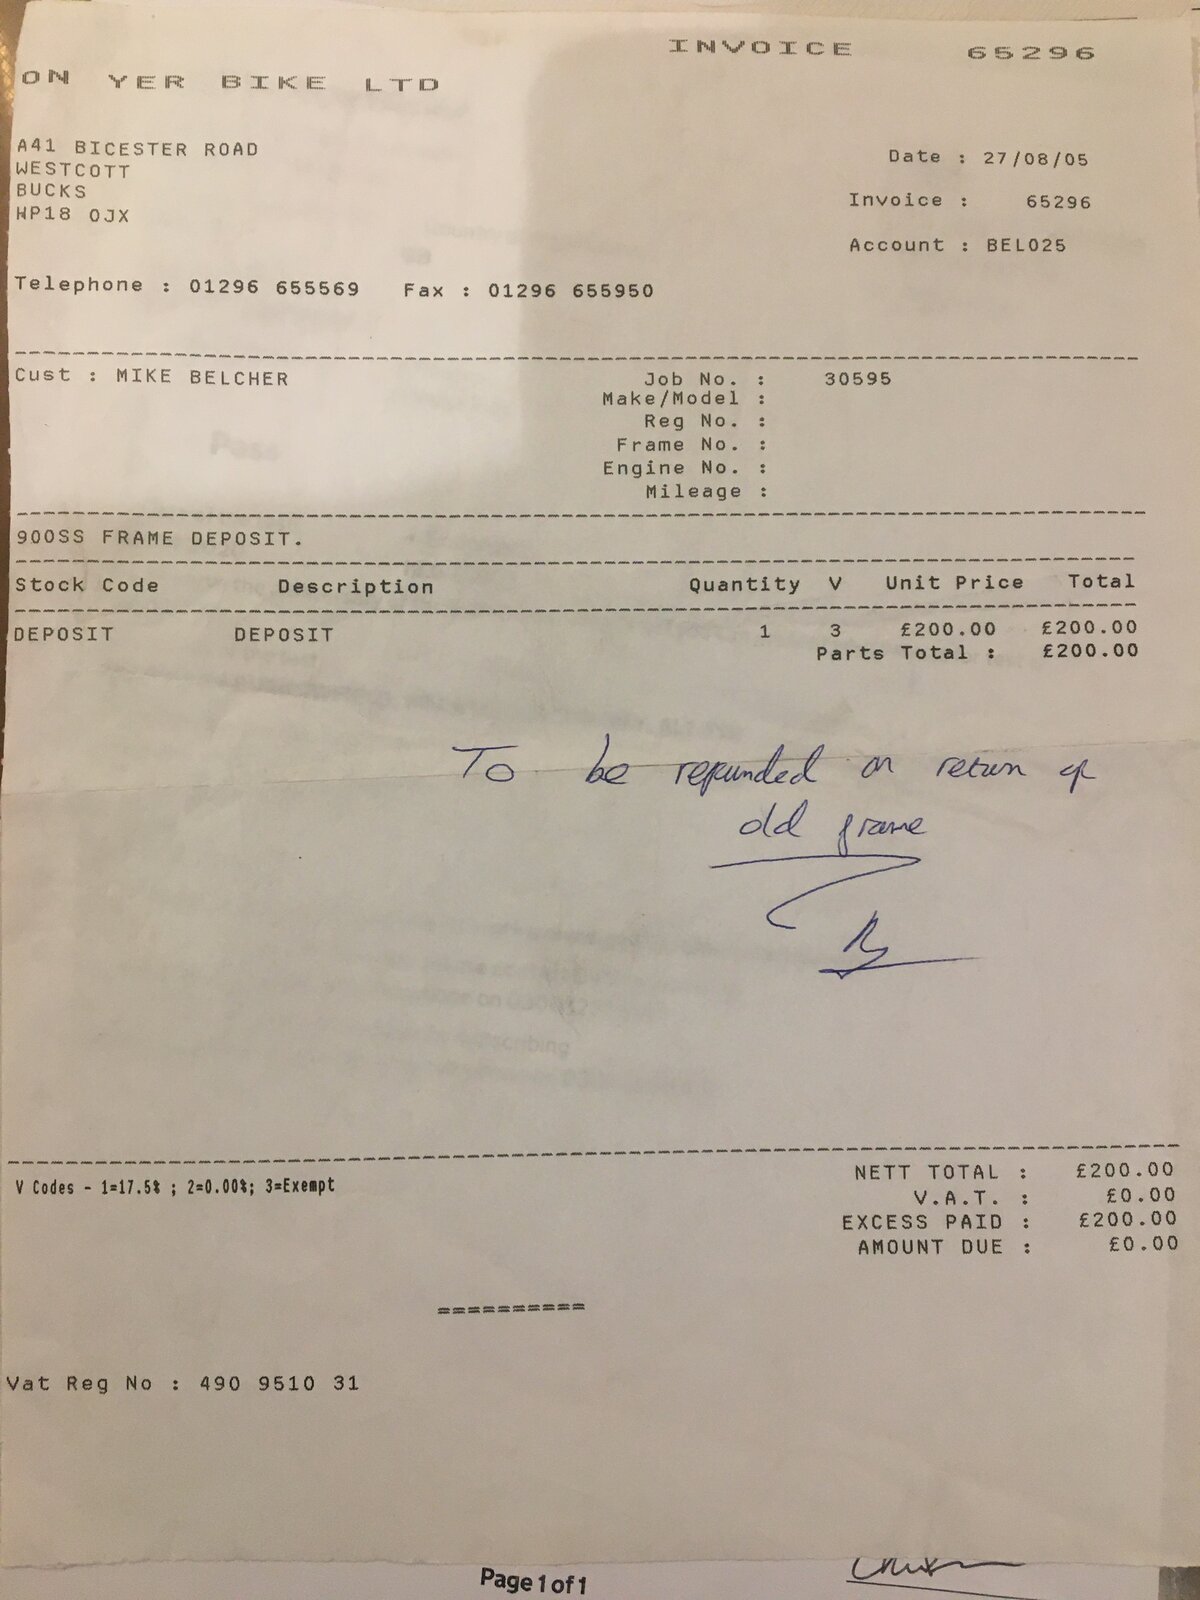 INVOICE 65296
ON YER BIKE LTD
A41 BICESTER ROAD
WESTCOTT
BUCKS
HP18 0JX
Date : 27/08/05
Invoice : 65296
Account : BEL025
Telephone : 01296 655569 Fax : 01296 655950
Cust : MIKE BELCHER
Job No. : 30595
Make/Model :
Reg No. :
Frame No. :
Engine No. :
Mileage :
900SS FRAME DEPOSIT.
Stock Code Description Quantity V Unit Price Total
DEPOSIT DEPOSIT 1 3 £200.00 £200.00
Parts Total : £200.00
To be refunded on return of
old frame
V Codes - 1=17.5% ; 2=0.00%; 3=Exempt
NETT TOTAL : £200.00
V.A.T. : £0.00
EXCESS PAID : £200.00
AMOUNT DUE : £0.00
==========
Vat Reg No : 490 9510 31
Page 1 of 1